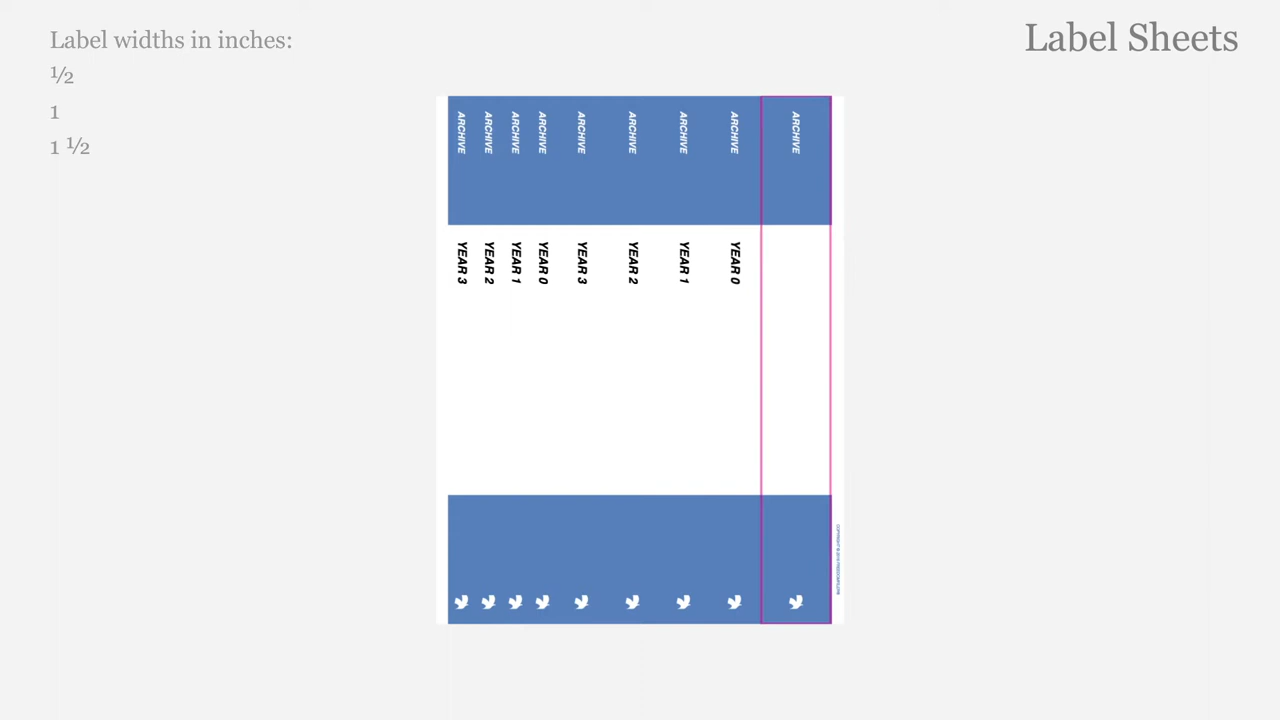 Label widths in inches:
½
1
1 ½
Label Sheets
ARCHIVE ARCHIVE ARCHIVE ARCHIVE ARCHIVE ARCHIVE ARCHIVE ARCHIVE ARCHIVE
YEAR 3 YEAR 2 YEAR 1 YEAR 0 YEAR 3 YEAR 2 YEAR 1 YEAR 0